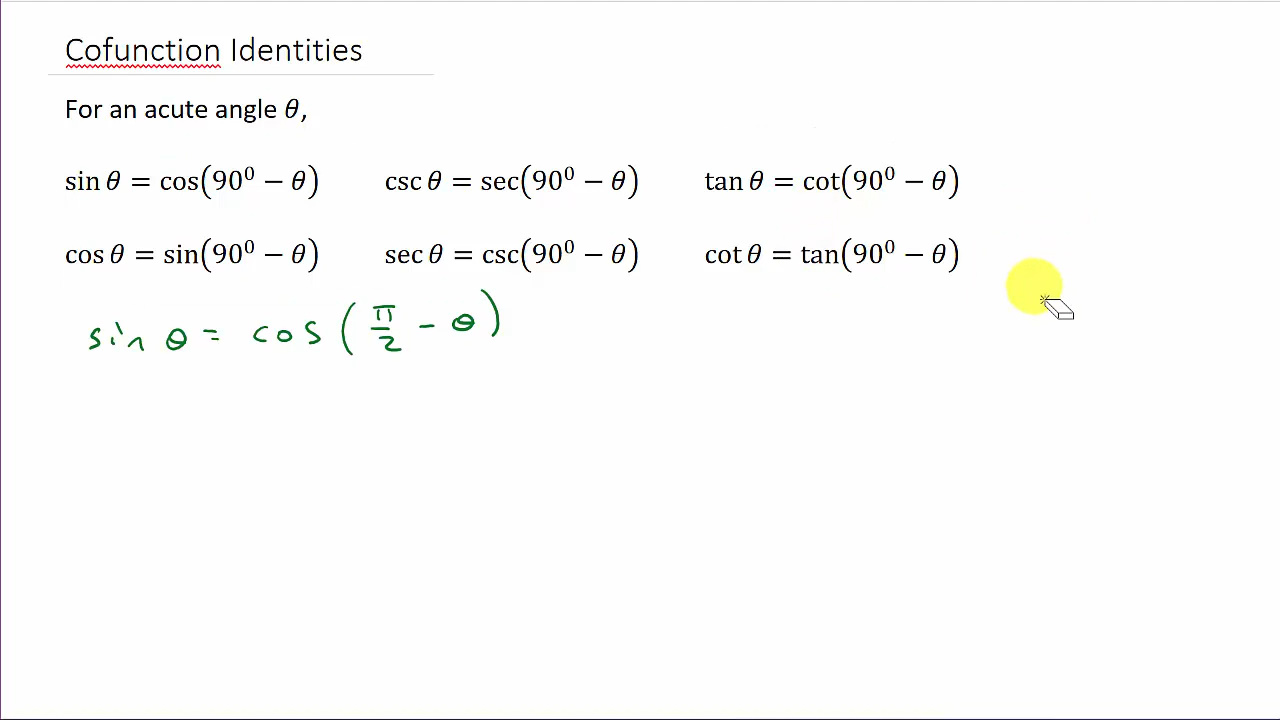 Cofunction Identities
For an acute angle θ,
sin θ = cos(90⁰ − θ) csc θ = sec(90⁰ − θ) tan θ = cot(90⁰ − θ)
cos θ = sin(90⁰ − θ) sec θ = csc(90⁰ − θ) cot θ = tan(90⁰ − θ)
sin θ = cos (π/2 − θ)